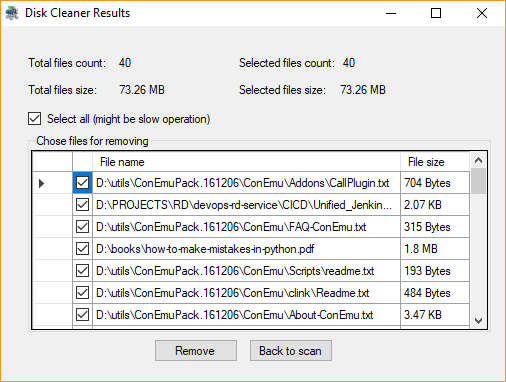 Disk Cleaner Results
Total files count: 40 Selected files count: 40
Total files size: 73.26 MB Selected files size: 73.26 MB
Select all (might be slow operation)
Chose files for removing
File name File size
D:\utils\ConEmuPack.161206\ConEmu\Addons\CallPlugin.txt 704 Bytes
D:\PROJECTS\RD\devops-rd-service\CICD\Unified_Jenkin... 2.07 KB
D:\utils\ConEmuPack.161206\ConEmu\FAQ-ConEmu.txt 315 Bytes
D:\books\how-to-make-mistakes-in-python.pdf 1.8 MB
D:\utils\ConEmuPack.161206\ConEmu\Scripts\readme.txt 193 Bytes
D:\utils\ConEmuPack.161206\ConEmu\clink\Readme.txt 484 Bytes
D:\utils\ConEmuPack.161206\ConEmu\About-ConEmu.txt 3.47 KB
Remove Back to scan